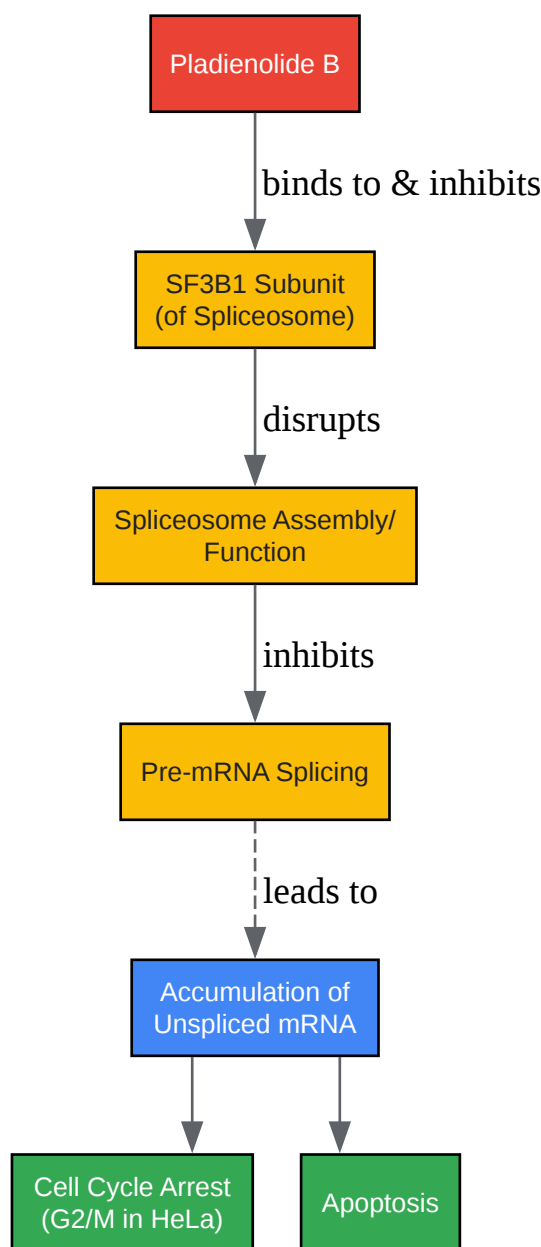 Pladienolide B
binds to & inhibits
SF3B1 Subunit
(of Spliceosome)
disrupts
Spliceosome Assembly/
Function
inhibits
Pre-mRNA Splicing
leads to
Accumulation of
Unspliced mRNA
Cell Cycle Arrest
(G2/M in HeLa)
Apoptosis